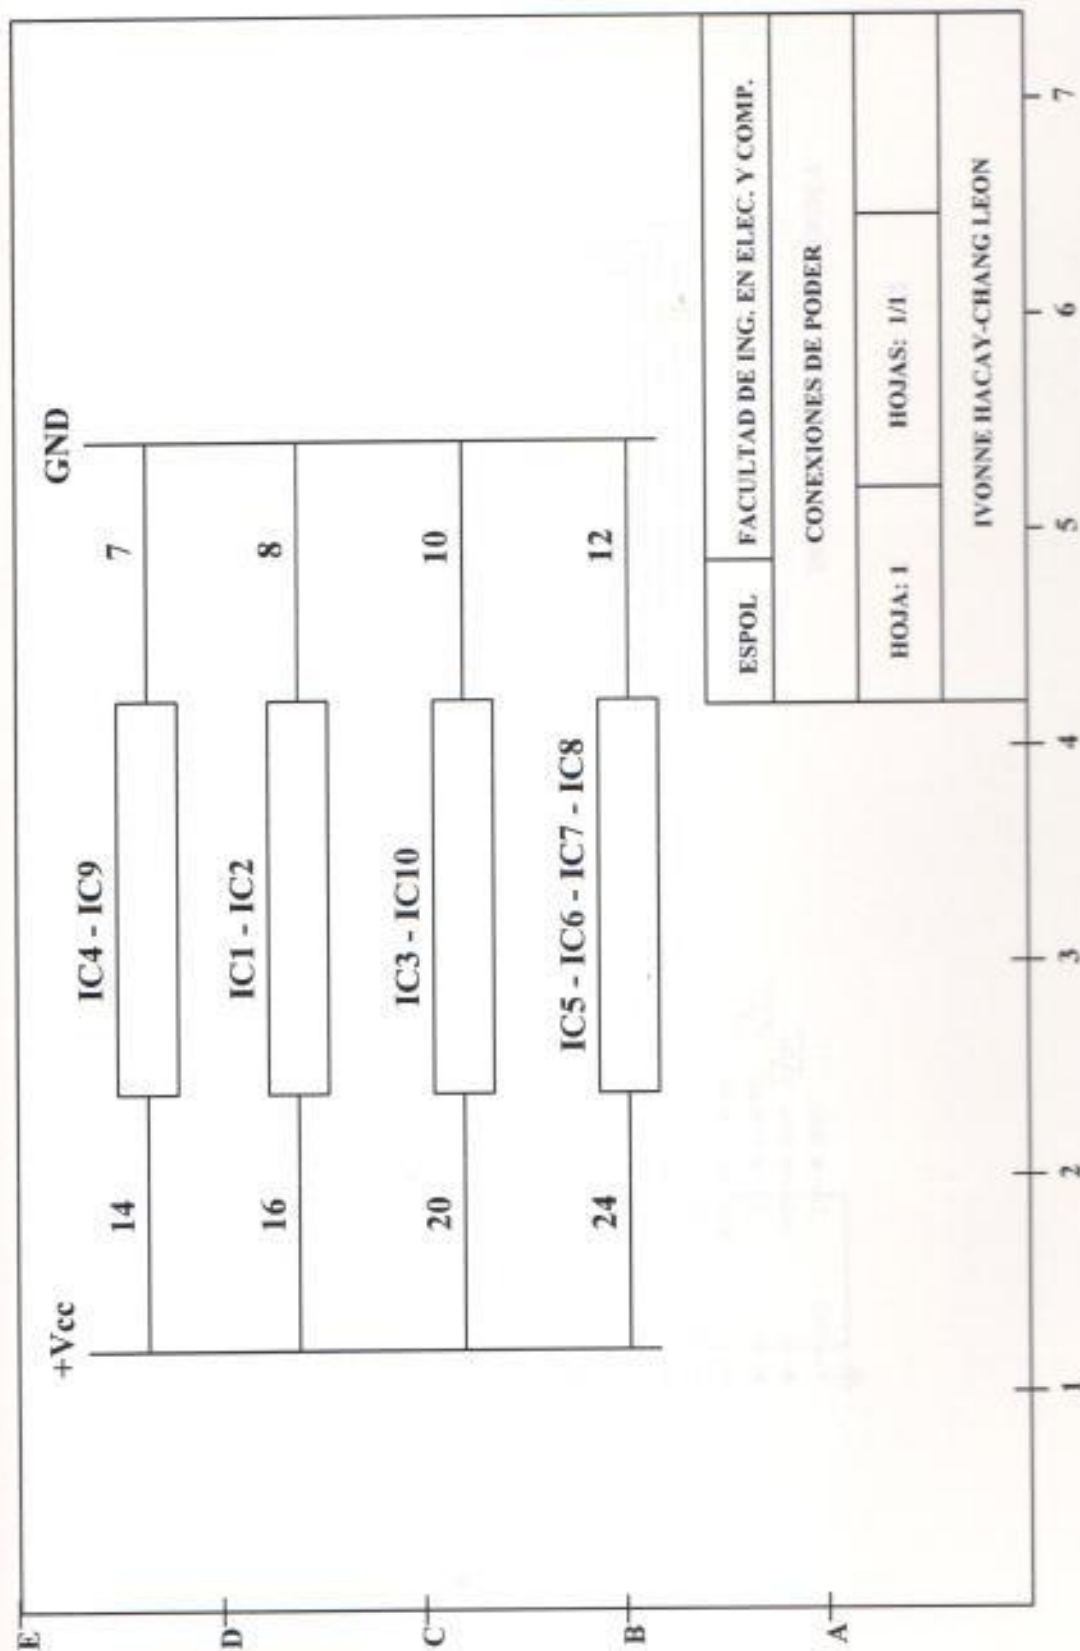 +Vcc GND
IC4 - IC9
14 7
IC1 - IC2
16 8
IC3 - IC10
20 10
IC5 - IC6 - IC7 - IC8
24 12
ESPOL FACULTAD DE ING. EN ELEC. Y COMP.
CONEXIONES DE PODER
HOJA: 1 HOJAS: 1/1
IVONNE HACAY-CHANG LEON
E
D
C
B
A
1 2 3 4 5 6 7